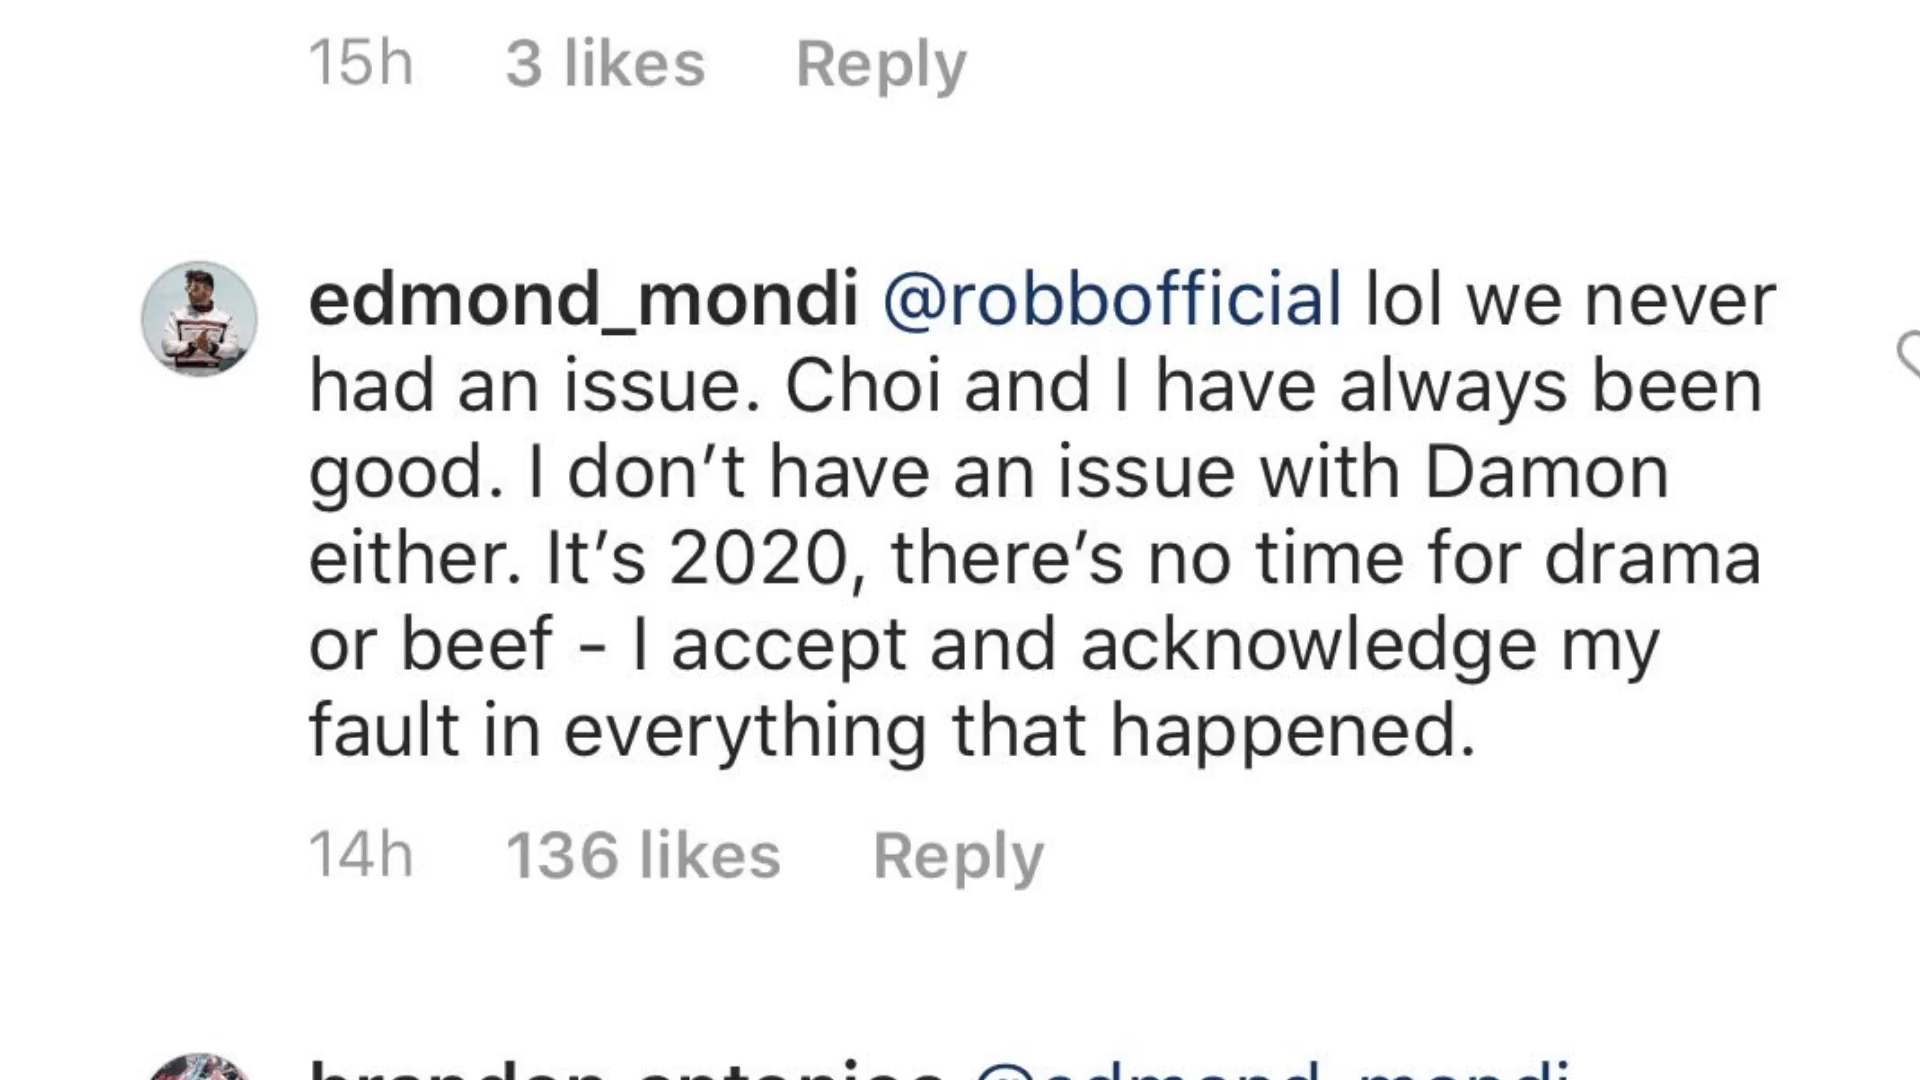 15h 3 likes Reply
edmond_mondi @robbofficial lol we never
had an issue. Choi and I have always been
good. I don’t have an issue with Damon
either. It’s 2020, there’s no time for drama
or beef - I accept and acknowledge my
fault in everything that happened.
14h 136 likes Reply
brandon_antonioo @edmond_mondi